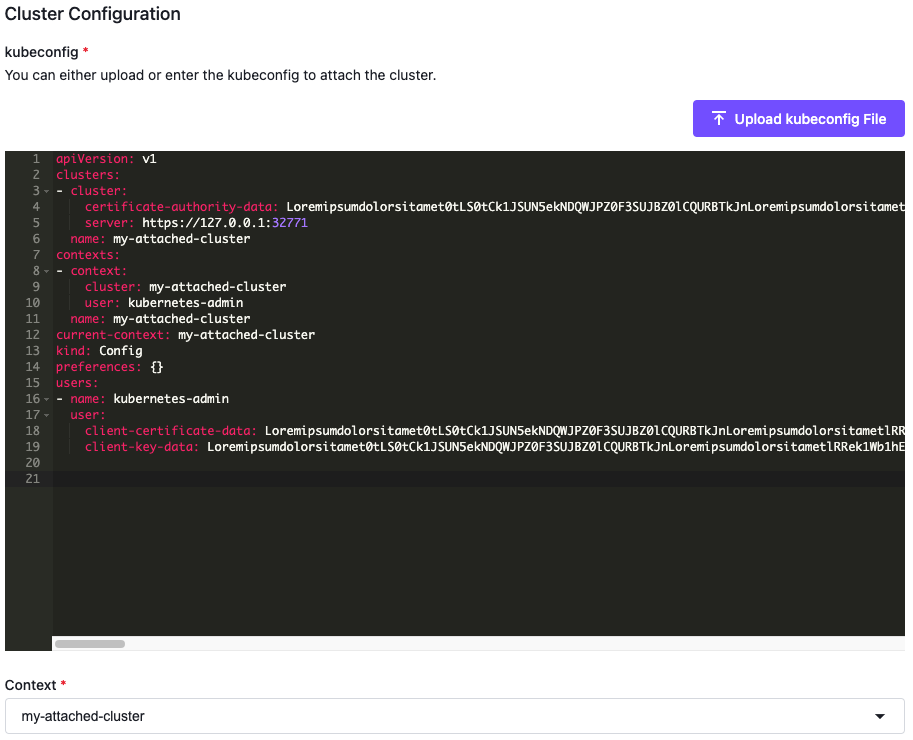 Cluster Configuration
kubeconfig *
You can either upload or enter the kubeconfig to attach the cluster.
Upload kubeconfig File
1 apiVersion: v1
2 clusters:
3 - cluster:
4 certificate-authority-data: Loremipsumdolorsitamet0tLS0tCk1JSUN5ekNDQWJPZ0F3SUJBZ0lCQURBTkJnLoremipsumdolorsitamet
5 server: https://127.0.0.1:32771
6 name: my-attached-cluster
7 contexts:
8 - context:
9 cluster: my-attached-cluster
10 user: kubernetes-admin
11 name: my-attached-cluster
12 current-context: my-attached-cluster
13 kind: Config
14 preferences: {}
15 users:
16 - name: kubernetes-admin
17 user:
18 client-certificate-data: Loremipsumdolorsitamet0tLS0tCk1JSUN5ekNDQWJPZ0F3SUJBZ0lCQURBTkJnLoremipsumdolorsitametlRR
19 client-key-data: Loremipsumdolorsitamet0tLS0tCk1JSUN5ekNDQWJPZ0F3SUJBZ0lCQURBTkJnLoremipsumdolorsitametlRRek1Wb1hE
20
21
Context *
my-attached-cluster